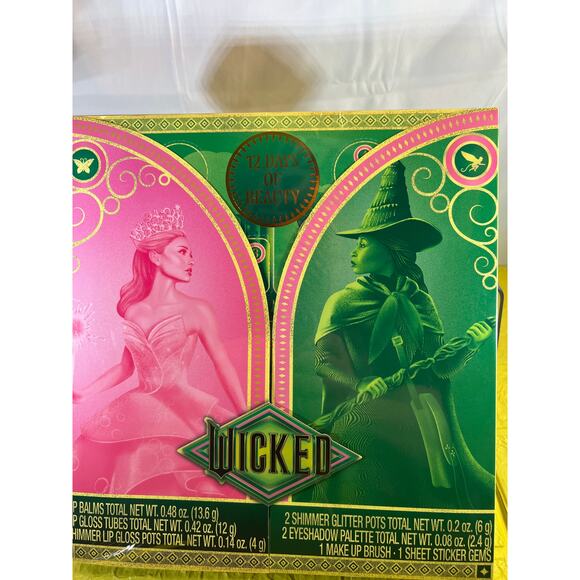 12 DAYS
OF
BEAUTY
WICKED
P BALMS TOTAL NET WT. 0.48 oz. (13.6 g)
P GLOSS TUBES TOTAL NET WT. 0.42 oz. (12 g)
HIMMER LIP GLOSS POTS TOTAL NET WT. 0.14 oz. (4 g)
2 SHIMMER GLITTER POTS TOTAL NET WT. 0.2 oz. (6 g)
2 EYESHADOW PALETTE TOTAL NET WT. 0.08 oz. (2.4 g)
1 MAKE UP BRUSH • 1 SHEET STICKER GEMS